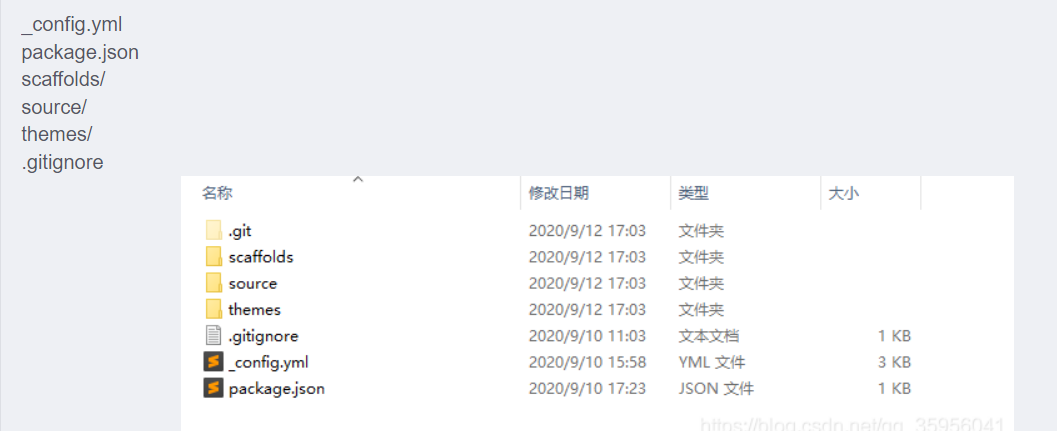 _config.yml
package.json
scaffolds/
source/
themes/
.gitignore
名称 修改日期 类型 大小
.git 2020/9/12 17:03 文件夹
scaffolds 2020/9/12 17:03 文件夹
source 2020/9/12 17:03 文件夹
themes 2020/9/12 17:03 文件夹
.gitignore 2020/9/10 11:03 文本文档 1 KB
_config.yml 2020/9/10 15:58 YML 文件 3 KB
package.json 2020/9/10 17:23 JSON 文件 1 KB
https://blog.csdn.net/qq_35956041